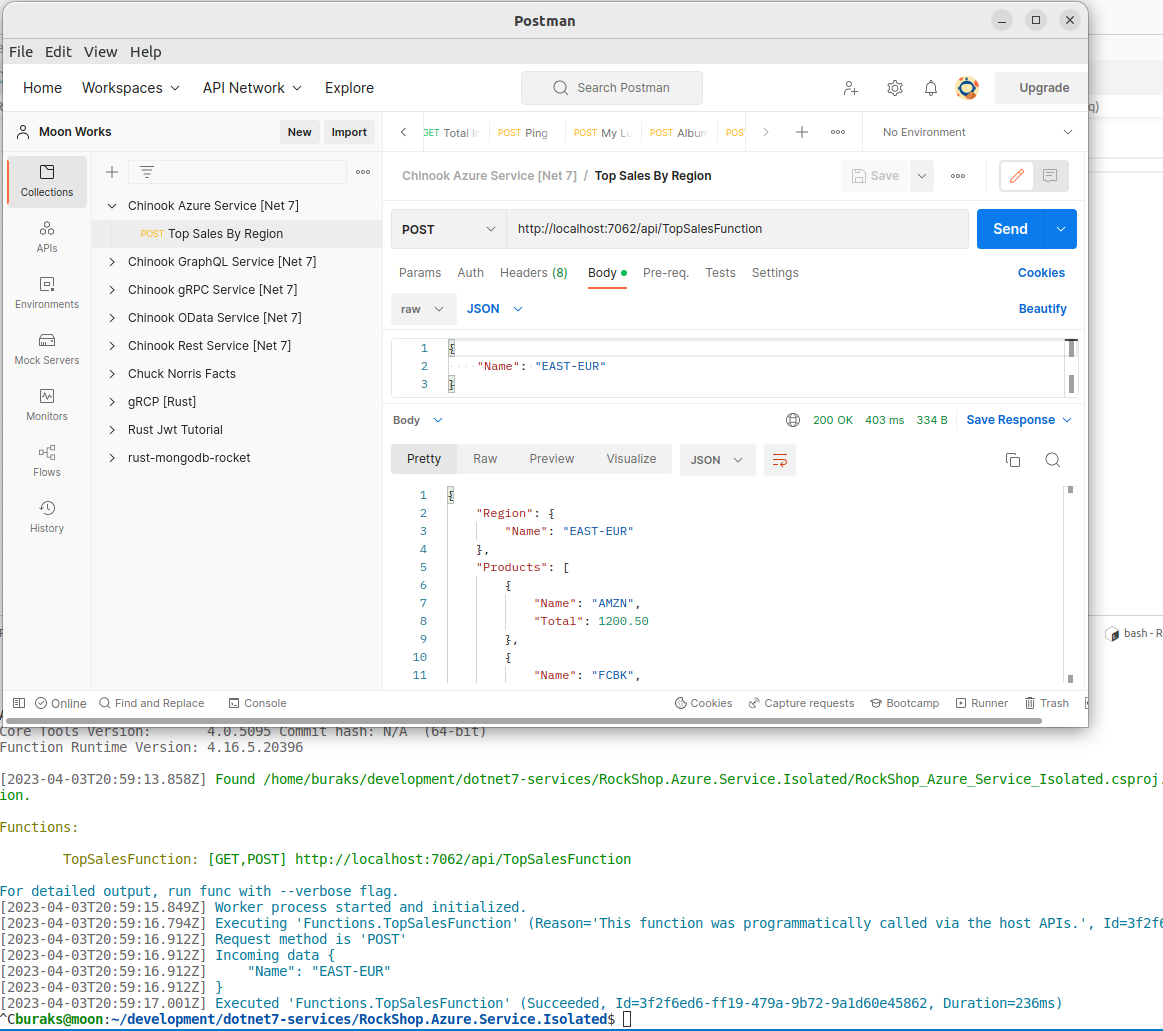 Postman
File Edit View Help
Home Workspaces API Network Explore Search Postman Upgrade
Moon Works New Import GET Total POST Ping POST My Lu POST Album POST No Environment
q)
Collections
APIs
Environments
Mock Servers
Monitors
Flows
History
Chinook Azure Service [Net 7]
POST Top Sales By Region
Chinook GraphQL Service [Net 7]
Chinook gRPC Service [Net 7]
Chinook OData Service [Net 7]
Chinook Rest Service [Net 7]
Chuck Norris Facts
gRCP [Rust]
Rust Jwt Tutorial
rust-mongodb-rocket
Chinook Azure Service [Net 7] / Top Sales By Region Save
POST http://localhost:7062/api/TopSalesFunction Send
Params Auth Headers (8) Body Pre-req. Tests Settings Cookies
raw JSON Beautify
1 {
2 "Name": "EAST-EUR"
3 }
Body 200 OK 403 ms 334 B Save Response
Pretty Raw Preview Visualize JSON
1 {
2 "Region": {
3 "Name": "EAST-EUR"
4 },
5 "Products": [
6 {
7 "Name": "AMZN",
8 "Total": 1200.50
9 },
10 {
11 "Name": "FCBK",
bash - R
Online Find and Replace Console Cookies Capture requests Bootcamp Runner Trash
Core Tools Version: 4.0.5095 Commit hash: N/A (64-bit)
Function Runtime Version: 4.16.5.20396
[2023-04-03T20:59:13.858Z] Found /home/buraks/development/dotnet7-services/RockShop.Azure.Service.Isolated/RockShop_Azure_Service_Isolated.csproj.
ion.
Functions:
TopSalesFunction: [GET,POST] http://localhost:7062/api/TopSalesFunction
For detailed output, run func with --verbose flag.
[2023-04-03T20:59:15.849Z] Worker process started and initialized.
[2023-04-03T20:59:16.794Z] Executing 'Functions.TopSalesFunction' (Reason='This function was programmatically called via the host APIs.', Id=3f2f6
[2023-04-03T20:59:16.912Z] Request method is 'POST'
[2023-04-03T20:59:16.912Z] Incoming data {
[2023-04-03T20:59:16.912Z] "Name": "EAST-EUR"
[2023-04-03T20:59:16.912Z] }
[2023-04-03T20:59:17.001Z] Executed 'Functions.TopSalesFunction' (Succeeded, Id=3f2f6ed6-ff19-479a-9b72-9a1d60e45862, Duration=236ms)
^Cburaks@moon:~/development/dotnet7-services/RockShop.Azure.Service.Isolated$